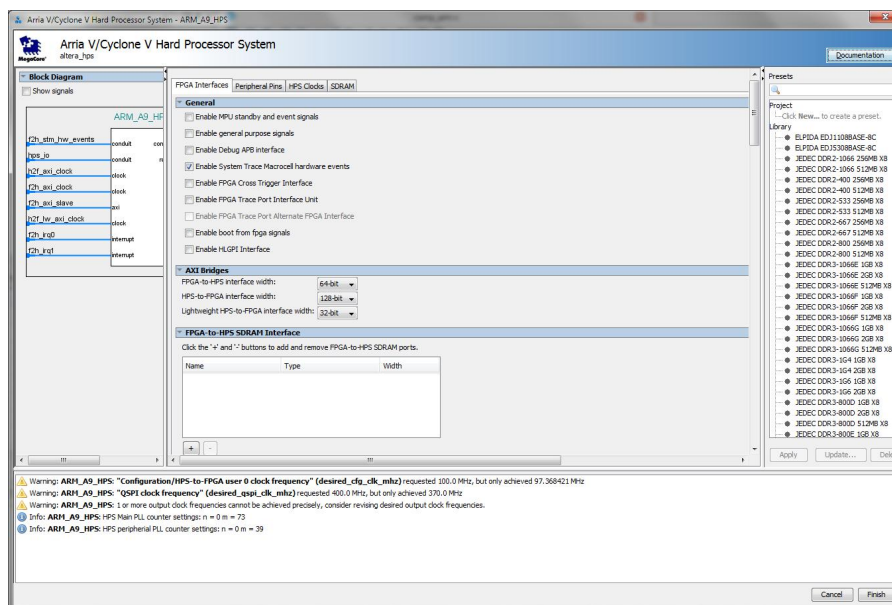 Arria V/Cyclone V Hard Processor System - ARM_A9_HPS
Arria V/Cyclone V Hard Processor System
altera_hps
MegaCore'
Documentation
Block Diagram
Show signals
ARM_A9_HF
f2h_stm_hw_events
conduit
con
hps_io
conduit
h2f_axi_clock
clock
f2h_axi_clock
clock
f2h_axi_slave
axi
h2f_lw_axi_clock
clock
f2h_irq0
interrupt
f2h_irq1
interrupt
FPGA Interfaces Peripheral Pins HPS Clocks SDRAM
General
Enable MPU standby and event signals
Enable general purpose signals
Enable Debug APB interface
Enable System Trace Macrocell hardware events
Enable FPGA Cross Trigger Interface
Enable FPGA Trace Port Interface Unit
Enable FPGA Trace Port Alternate FPGA Interface
Enable boot from fpga signals
Enable HLGPI Interface
AXI Bridges
FPGA-to-HPS interface width: 64-bit
HPS-to-FPGA interface width: 128-bit
Lightweight HPS-to-FPGA interface width: 32-bit
FPGA-to-HPS SDRAM Interface
Click the '+' and '-' buttons to add and remove FPGA-to-HPS SDRAM ports.
Name Type Width
+ -
Presets
Project
Click New... to create a preset.
Library
ELPIDA EDJ1108BASE-8C
ELPIDA EDJ5308BASE-8C
JEDEC DDR2-1066 256MB X8
JEDEC DDR2-400 256MB X8
JEDEC DDR2-400 512MB X8
JEDEC DDR2-533 256MB X8
JEDEC DDR2-533 512MB X8
JEDEC DDR2-667 256MB X8
JEDEC DDR2-667 512MB X8
JEDEC DDR2-800 256MB X8
JEDEC DDR2-800 512MB X8
JEDEC DDR3-1066E 1GB X8
JEDEC DDR3-1066E 2GB X8
JEDEC DDR3-1066E 512MB X8
JEDEC DDR3-1066F 1GB X8
JEDEC DDR3-1066F 2GB X8
JEDEC DDR3-1066F 512MB X8
JEDEC DDR3-1066G 1GB X8
JEDEC DDR3-1066G 2GB X8
JEDEC DDR3-1066G 512MB X8
JEDEC DDR3-1G4 1GB X8
JEDEC DDR3-1G4 2GB X8
JEDEC DDR3-1G6 1GB X8
JEDEC DDR3-1G6 2GB X8
JEDEC DDR3-800D 1GB X8
JEDEC DDR3-800D 2GB X8
JEDEC DDR3-800D 512MB X8
JEDEC DDR3-800E 1GB X8
Apply Update... Dele
Warning: ARM_A9_HPS: "Configuration/HPS-to-FPGA user 0 clock frequency" (desired_cfg_clk_mhz) requested 100.0 MHz, but only achieved 97.368421 MHz
Warning: ARM_A9_HPS: "QSPI clock frequency" (desired_qspi_clk_mhz) requested 400.0 MHz, but only achieved 370.0 MHz
Warning: ARM_A9_HPS: 1 or more output clock frequencies cannot be achieved precisely, consider revising desired output clock frequencies.
Info: ARM_A9_HPS: HPS Main PLL counter settings: n = 0 m = 73
Info: ARM_A9_HPS: HPS peripherial PLL counter settings: n = 0 m = 39
Cancel Finish